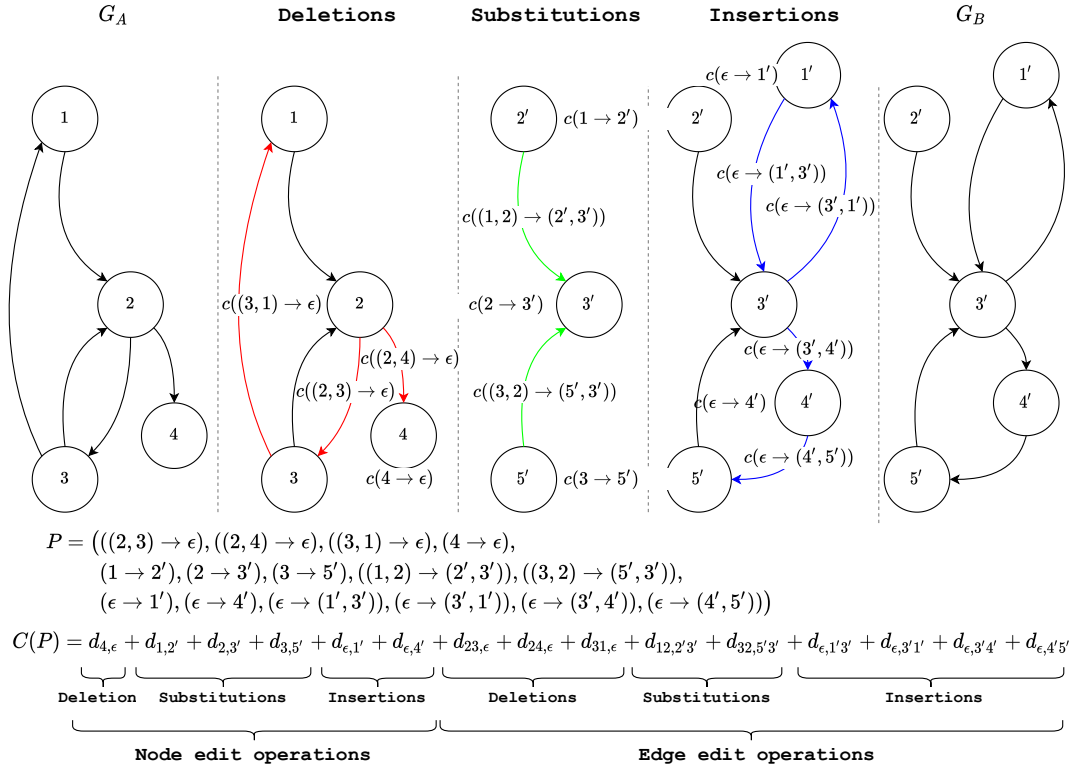 G_A Deletions Substitutions Insertions G_B
1
2
3
4
1
2
3
4
c((3,1) → ϵ)
c((2,4) → ϵ)
c((2,3) → ϵ)
c(4 → ϵ)
2′
c(1 → 2′)
c((1,2) → (2′,3′))
c(2 → 3′)
3′
c((3,2) → (5′,3′))
5′
c(3 → 5′)
c(ϵ → 1′)
1′
2′
c(ϵ → (1′,3′))
c(ϵ → (3′,1′))
3′
c(ϵ → (3′,4′))
c(ϵ → 4′)
4′
c(ϵ → (4′,5′))
5′
1′
2′
3′
4′
5′
P = (((2,3) → ϵ),((2,4) → ϵ),((3,1) → ϵ),(4 → ϵ),
(1 → 2′),(2 → 3′),(3 → 5′),((1,2) → (2′,3′)),((3,2) → (5′,3′)),
(ϵ → 1′),(ϵ → 4′),(ϵ → (1′,3′)),(ϵ → (3′,1′)),(ϵ → (3′,4′)),(ϵ → (4′,5′)))
C(P) = d_{4,ϵ} + d_{1,2′} + d_{2,3′} + d_{3,5′} + d_{ϵ,1′} + d_{ϵ,4′} + d_{23,ϵ} + d_{24,ϵ} + d_{31,ϵ} + d_{12,2′3′} + d_{32,5′3′} + d_{ϵ,1′3′} + d_{ϵ,3′1′} + d_{ϵ,3′4′} + d_{ϵ,4′5′}
Deletion Substitutions Insertions Deletions Substitutions Insertions
Node edit operations Edge edit operations